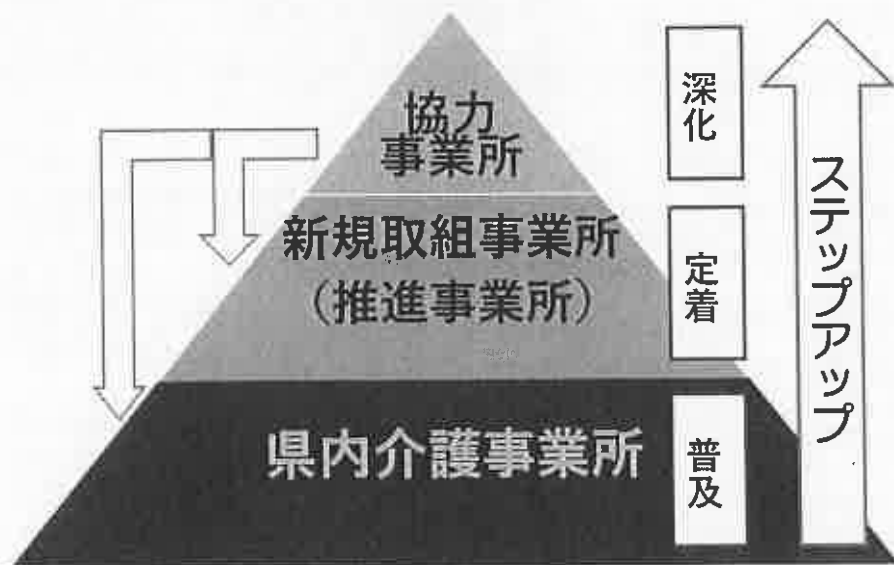 協力
事業所
新規取組事業所
（推進事業所）
県内介護事業所
深化
定着
普及
ステップアップ